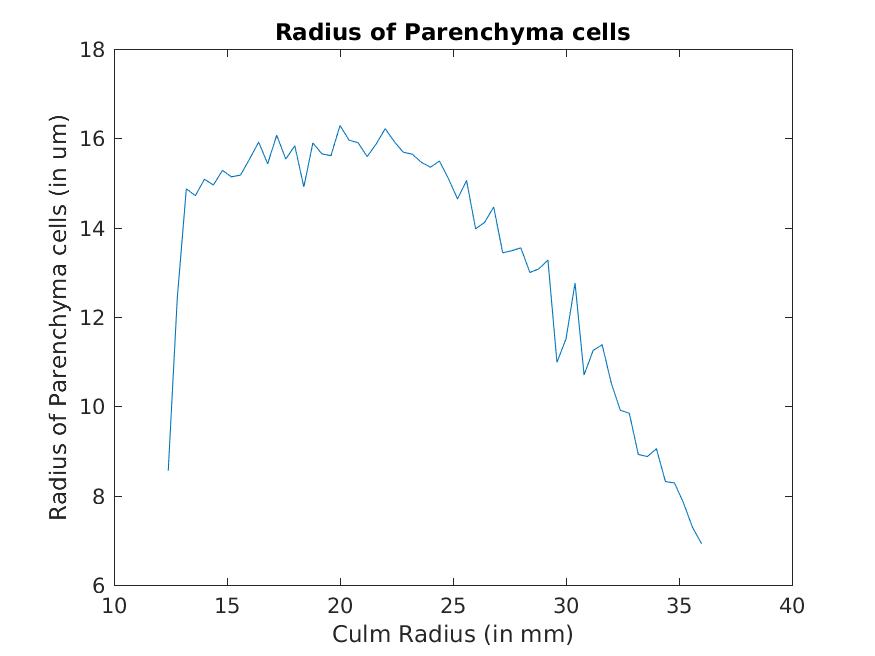 Radius of Parenchyma cells
Radius of Parenchyma cells (in um)
18
16
14
12
10
8
6
10 15 20 25 30 35 40
Culm Radius (in mm)